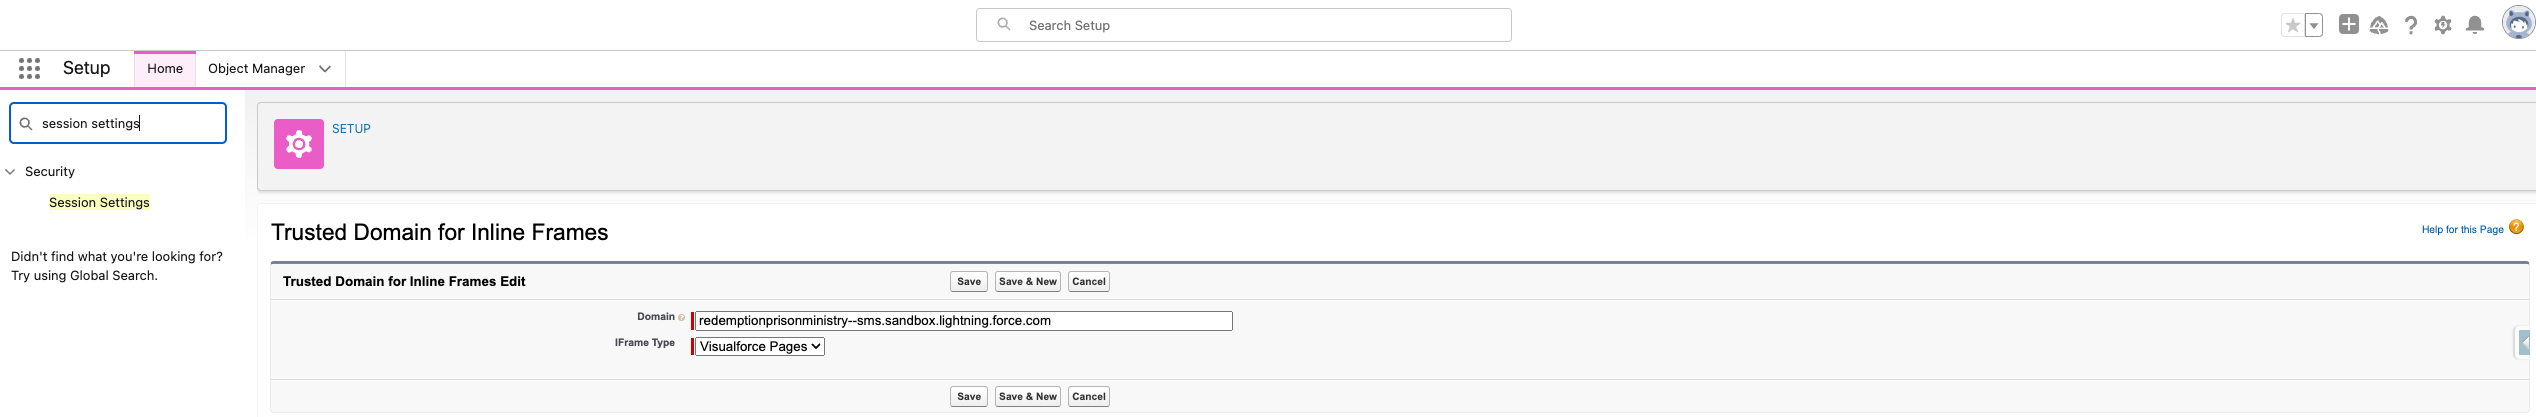 Search Setup
Setup
Home
Object Manager
session settings
Security
Session Settings
Didn't find what you're looking for?
Try using Global Search.
SETUP
Trusted Domain for Inline Frames
Help for this Page ?
Trusted Domain for Inline Frames Edit
Save Save & New Cancel
Domain redemptionprisonministry--sms.sandbox.lightning.force.com
IFrame Type Visualforce Pages
Save Save & New Cancel